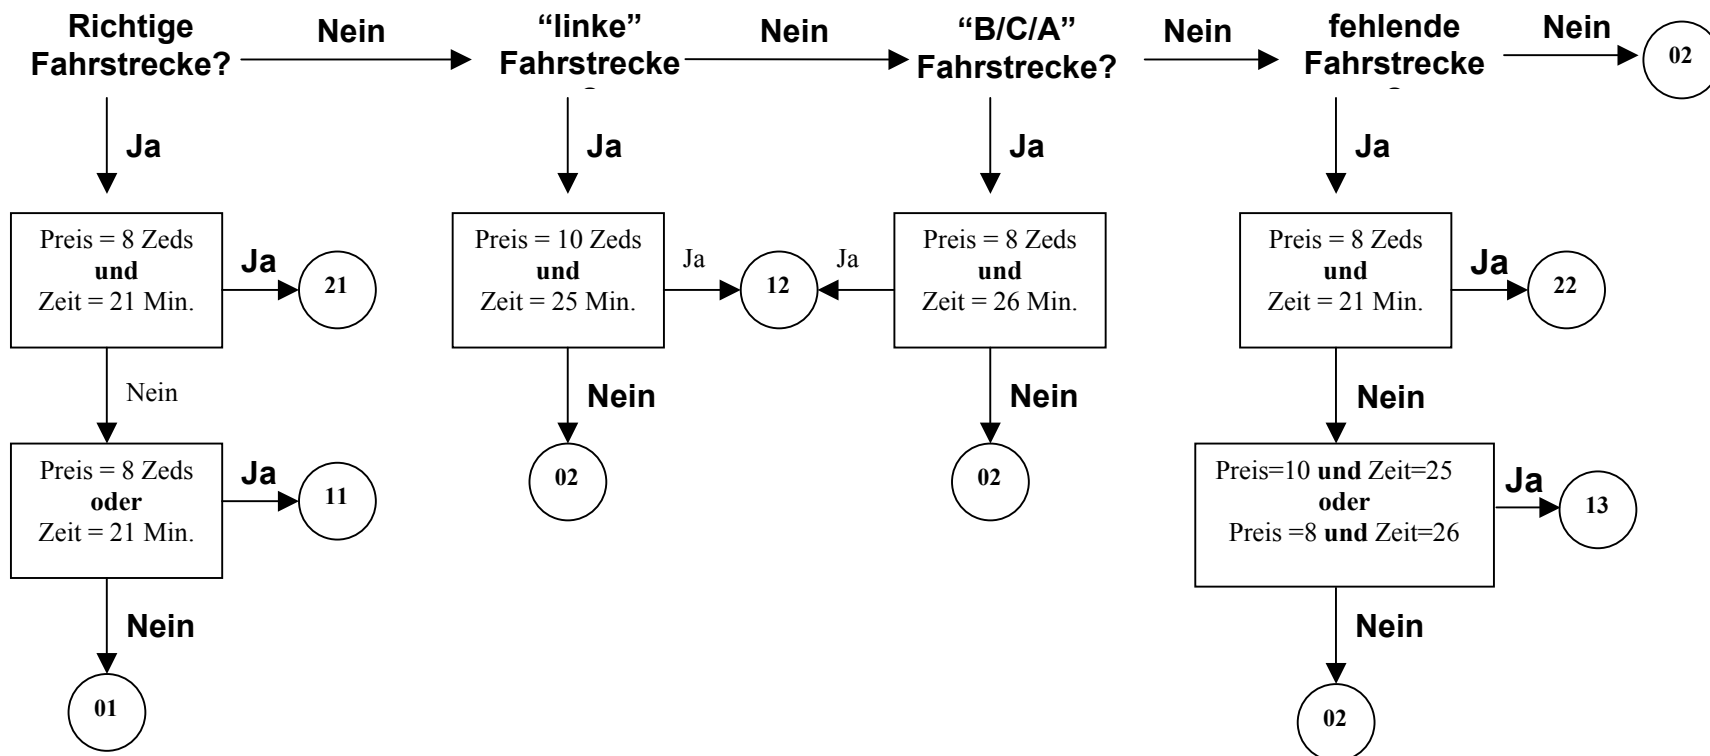 Richtige
Fahrstrecke?
Nein
“linke”
Fahrstrecke
Nein
“B/C/A”
Fahrstrecke?
Nein
fehlende
Fahrstrecke
Nein
02
Ja
Ja
Ja
Ja
Preis = 8 Zeds
und
Zeit = 21 Min.
Ja
21
Preis = 10 Zeds
und
Zeit = 25 Min.
Ja
12
Ja
Preis = 8 Zeds
und
Zeit = 26 Min.
Preis = 8 Zeds
und
Zeit = 21 Min.
Ja
22
Nein
Nein
Nein
Nein
Preis = 8 Zeds
oder
Zeit = 21 Min.
Ja
11
02
02
Preis=10 und Zeit=25
oder
Preis =8 und Zeit=26
Ja
13
Nein
Nein
01
02